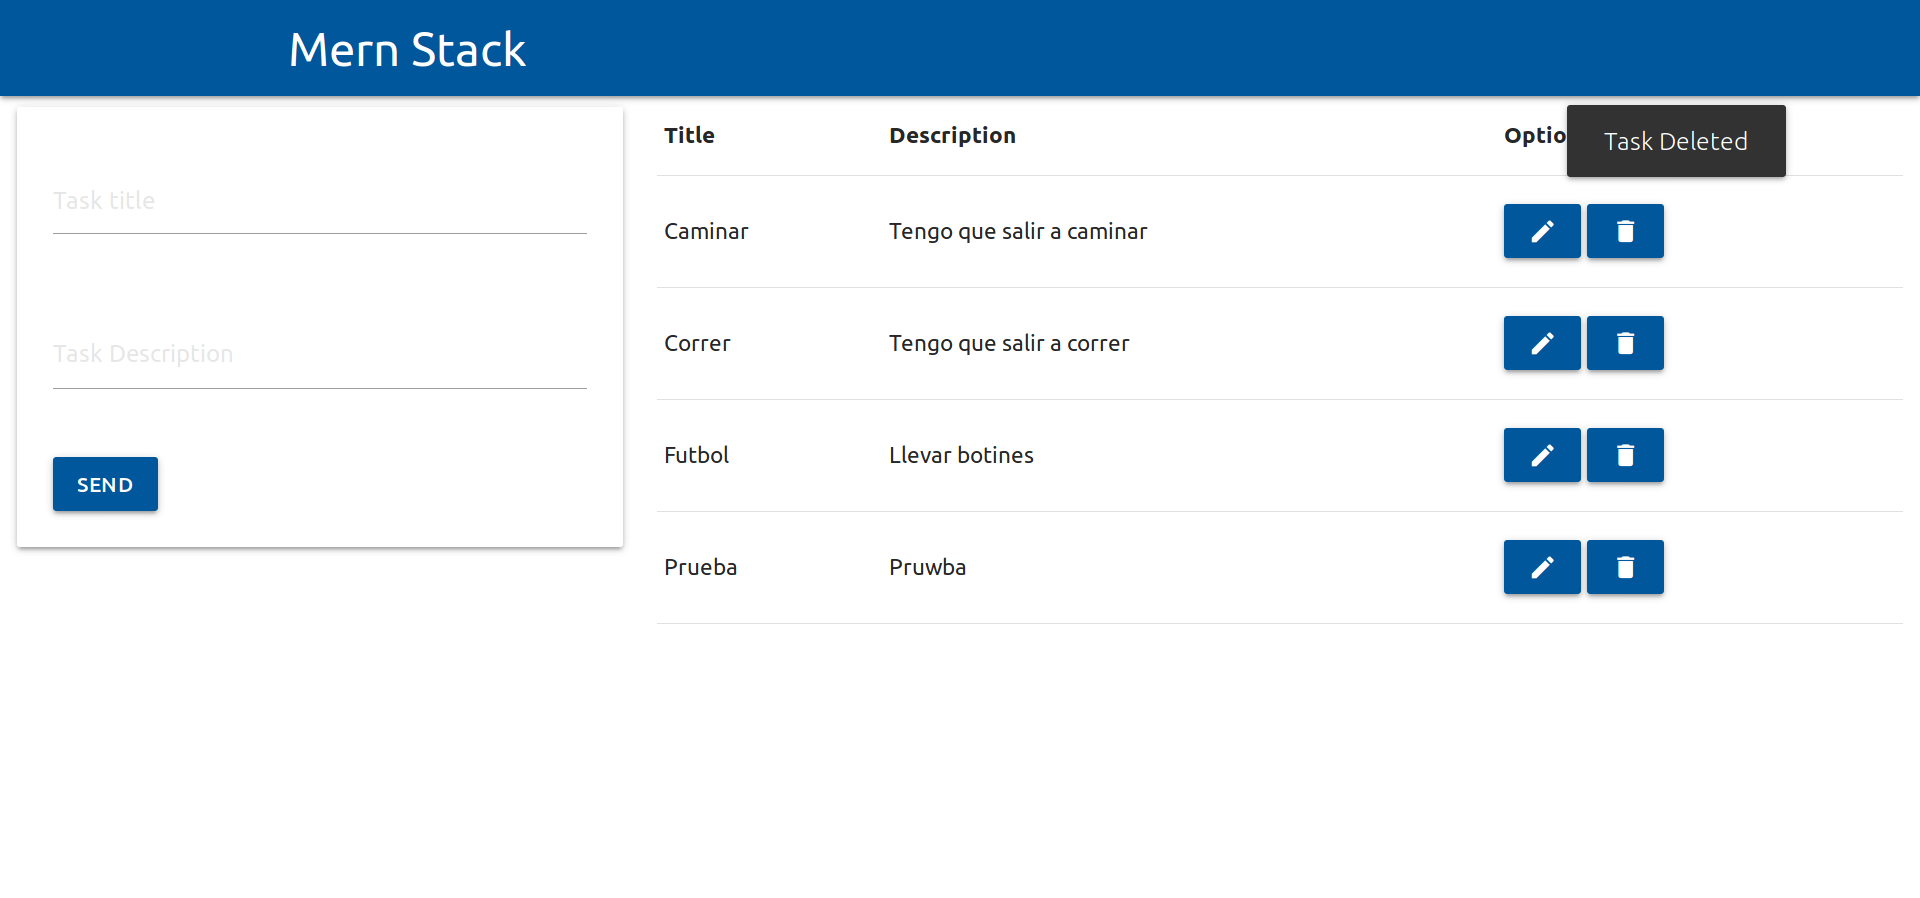 Mern Stack
Task title
Task Description
SEND
Title Description Optio
Task Deleted
Caminar Tengo que salir a caminar
Correr Tengo que salir a correr
Futbol Llevar botines
Prueba Pruwba